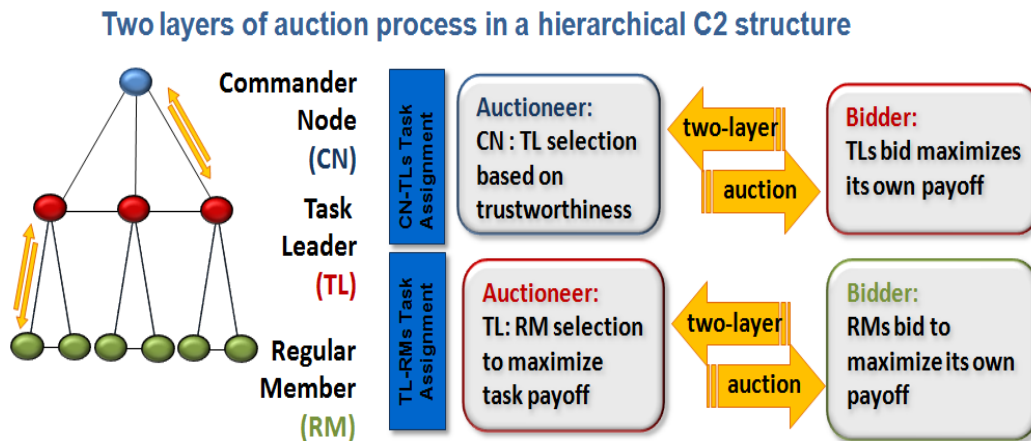 Two layers of auction process in a hierarchical C2 structure
Commander
Node
(CN)
Task
Leader
(TL)
Regular
Member
(RM)
CN-TLs Task
Assignment
Auctioneer:
CN : TL selection
based on
trustworthiness
two-layer
auction
Bidder:
TLs bid maximizes
its own payoff
TL-RMs Task
Assignment
Auctioneer:
TL: RM selection
to maximize
task payoff
two-layer
auction
Bidder:
RMs bid to
maximize its own
payoff